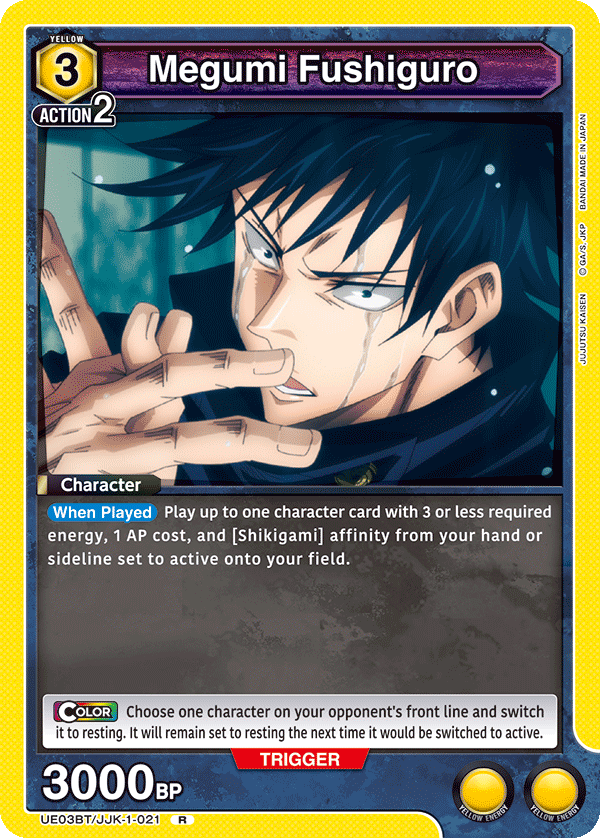 YELLOW
3
Megumi Fushiguro
ACTION 2
JUJUTSU KAISEN © GA/S, JKP BANDAI MADE IN JAPAN
Character
When Played Play up to one character card with 3 or less required
energy, 1 AP cost, and [Shikigami] affinity from your hand or
sideline set to active onto your field.
COLOR Choose one character on your opponent's front line and switch
it to resting. It will remain set to resting the next time it would be switched to active.
TRIGGER
3000 BP
YELLOW ENERGY
YELLOW ENERGY
UE03BT/JJK-1-021 R